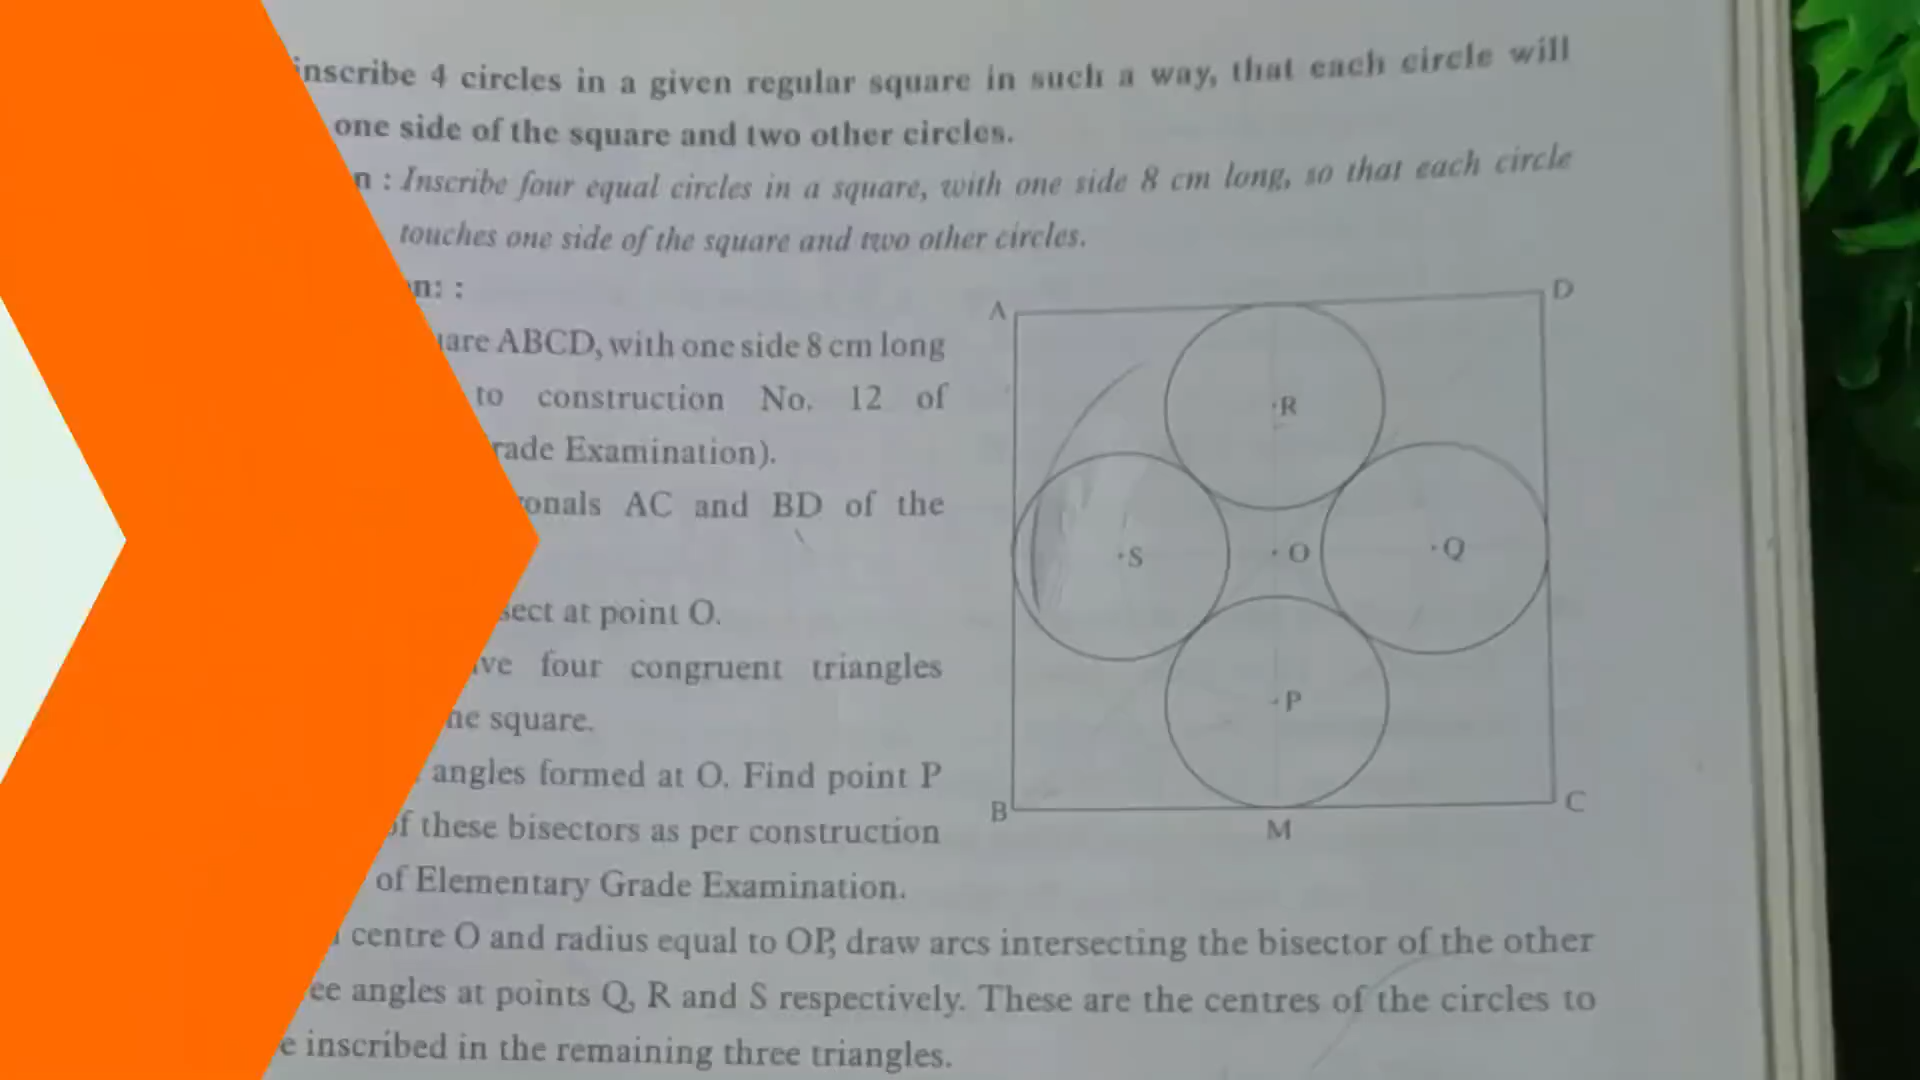 inscribe 4 circles in a given regular square in such a way, that each circle will
one side of the square and two other circles.
n : Inscribe four equal circles in a square, with one side 8 cm long, so that each circle
touches one side of the square and two other circles.
n: :
uare ABCD, with one side 8 cm long
to construction No. 12 of
rade Examination).
onals AC and BD of the
sect at point O.
ve four congruent triangles
he square.
angles formed at O. Find point P
of these bisectors as per construction
of Elementary Grade Examination.
centre O and radius equal to OP, draw arcs intersecting the bisector of the other
ee angles at points Q, R and S respectively. These are the centres of the circles to
e inscribed in the remaining three triangles.
A D
R
S O Q
P
B C
M